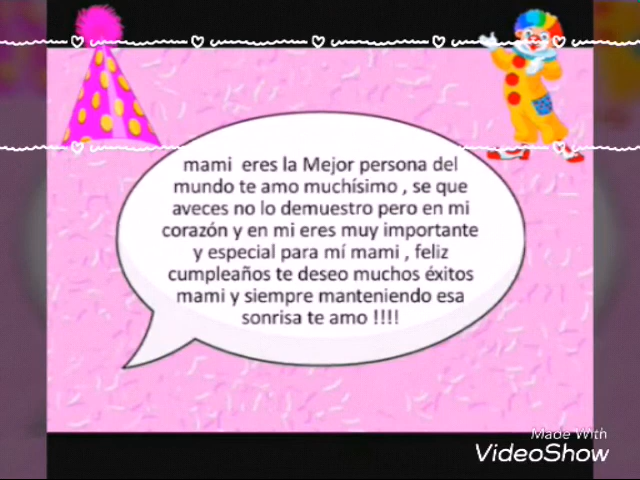 mami eres la Mejor persona del
mundo te amo muchísimo , se que
aveces no lo demuestro pero en mi
corazón y en mi eres muy importante
y especial para mí mami , feliz
cumpleaños te deseo muchos éxitos
mami y siempre manteniendo esa
sonrisa te amo !!!!
Made With
VideoShow